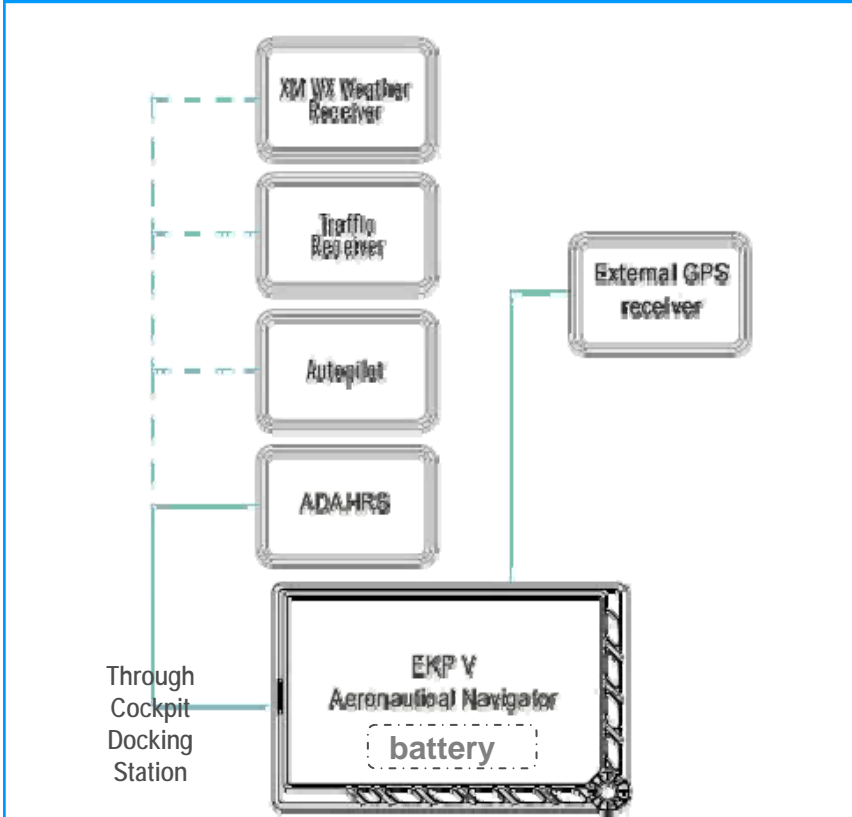 XM WX Weather
Receiver
Traffic
Receiver
External GPS
receiver
Autopilot
ADAHRS
EKP V
Aeronautical Navigator
battery
Through
Cockpit
Docking
Station